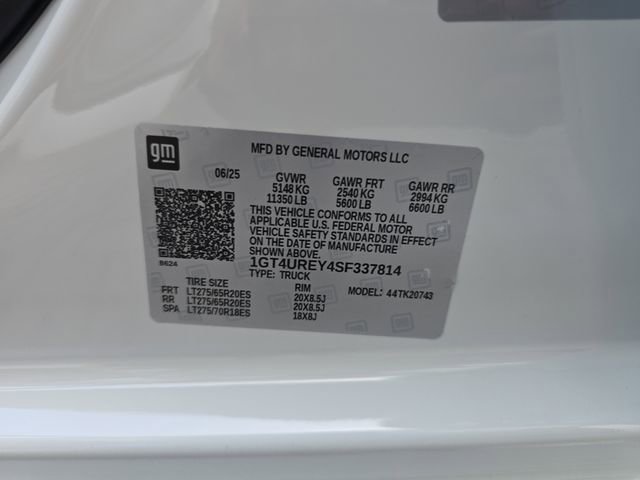 gm
MFD BY GENERAL MOTORS LLC
06/25 GVWR GAWR FRT GAWR RR
5148 KG 2540 KG 2994 KG
11350 LB 5600 LB 6600 LB
THIS VEHICLE CONFORMS TO ALL
APPLICABLE U.S. FEDERAL MOTOR
VEHICLE SAFETY STANDARDS IN EFFECT
ON THE DATE OF MANUFACTURE
SHOWN ABOVE.
8624
1GT4UREY4SF337814
TYPE: TRUCK
TIRE SIZE RIM MODEL: 44TK20743
FRT LT275/65R20ES 20X8.5J
RR LT275/65R20ES 20X8.5J
SPA LT275/70R18ES 18X8J